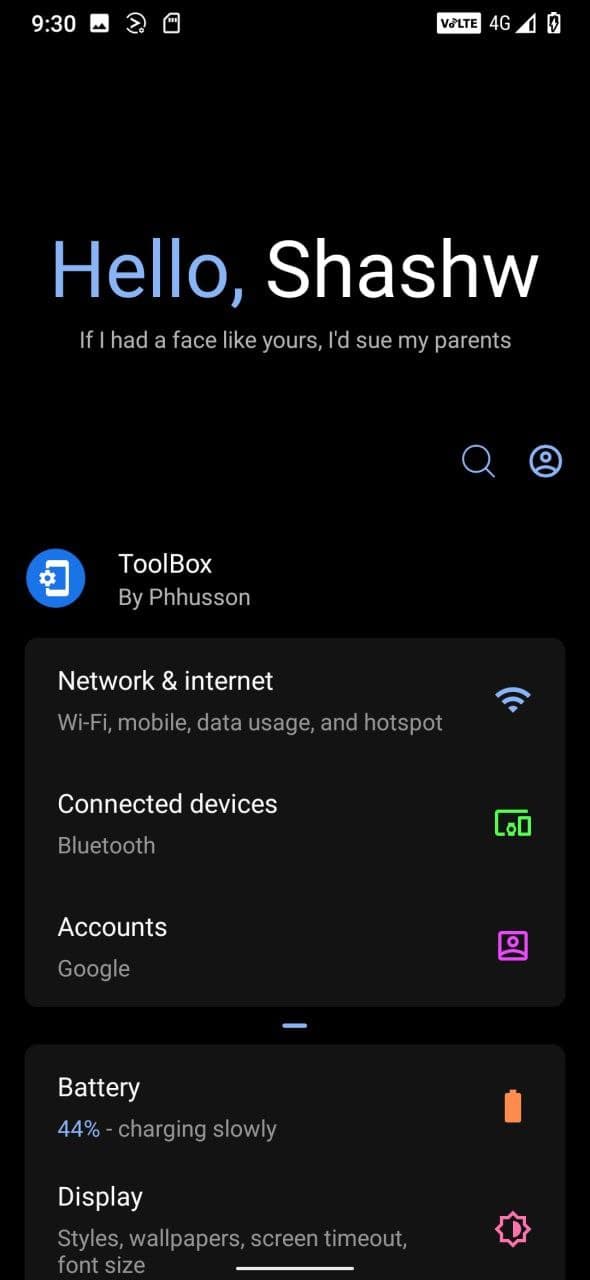 9:30
VoLTE 4G
Hello, Shashw
If I had a face like yours, I'd sue my parents
ToolBox
By Phhusson
Network & internet
Wi-Fi, mobile, data usage, and hotspot
Connected devices
Bluetooth
Accounts
Google
Battery
44% - charging slowly
Display
Styles, wallpapers, screen timeout,
font size